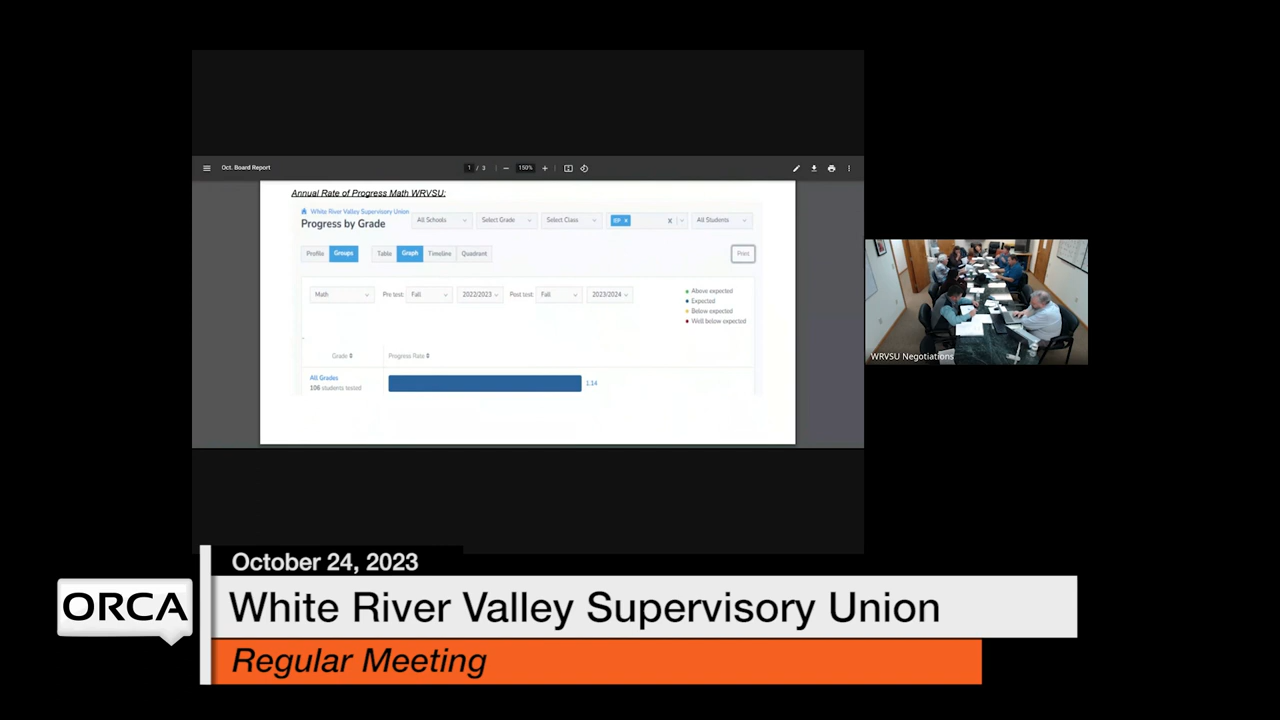 Oct. Board Report
1 / 3
150%
Annual Rate of Progress Math WRVSU:
White River Valley Supervisory Union
Progress by Grade
All Schools
Select Grade
Select Class
IEP x
X
All Students
Profile
Groups
Table
Graph
Timeline
Quadrant
Print
Math
Pre test:
Fall
2022/2023
Post test:
Fall
2023/2024
Above expected
Expected
Below expected
Well below expected
Grade
Progress Rate
All Grades
106 students tested
1.14
WRVSU Negotiations
October 24, 2023
ORCA
White River Valley Supervisory Union
Regular Meeting